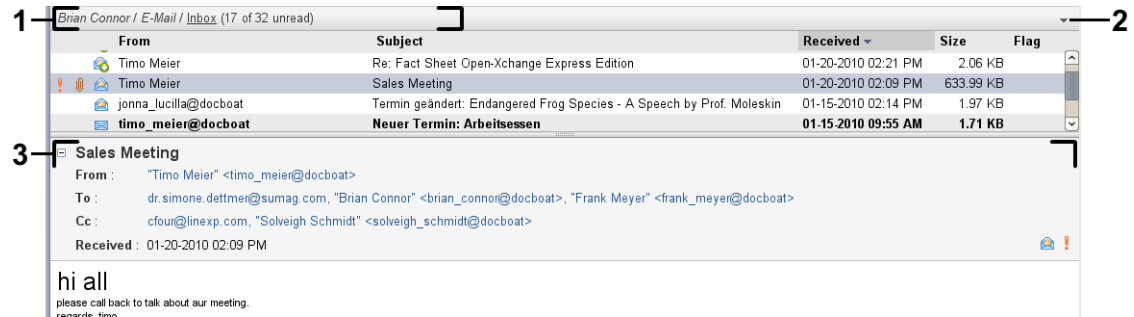 1 Brian Connor / E-Mail / Inbox (17 of 32 unread) 2
From Subject Received Size Flag
Timo Meier Re: Fact Sheet Open-Xchange Express Edition 01-20-2010 02:21 PM 2.06 KB
Timo Meier Sales Meeting 01-20-2010 02:09 PM 633.99 KB
jonna_lucilla@docboat Termin geändert: Endangered Frog Species - A Speech by Prof. Moleskin 01-15-2010 02:14 PM 1.97 KB
timo_meier@docboat Neuer Termin: Arbeitsessen 01-15-2010 09:55 AM 1.71 KB
3 Sales Meeting
From : "Timo Meier" <timo_meier@docboat>
To : dr.simone.dettmer@sumag.com, "Brian Connor" <brian_connor@docboat>, "Frank Meyer" <frank_meyer@docboat>
Cc : cfour@linexp.com, "Solveigh Schmidt" <solveigh_schmidt@docboat>
Received : 01-20-2010 02:09 PM
hi all
please call back to talk about aur meeting.
regards, timo